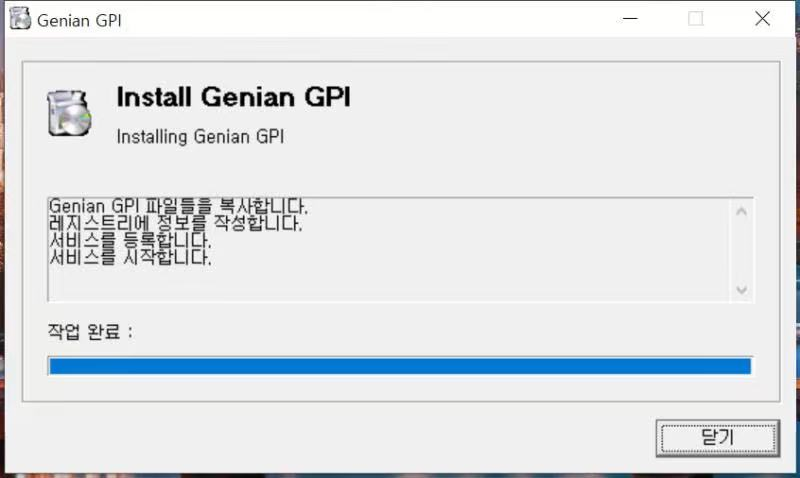 Genian GPI
Install Genian GPI
Installing Genian GPI
Genian GPI 파일들을 복사합니다.
레지스트리에 정보를 작성합니다.
서비스를 등록합니다.
서비스를 시작합니다.
작업 완료 :
닫기